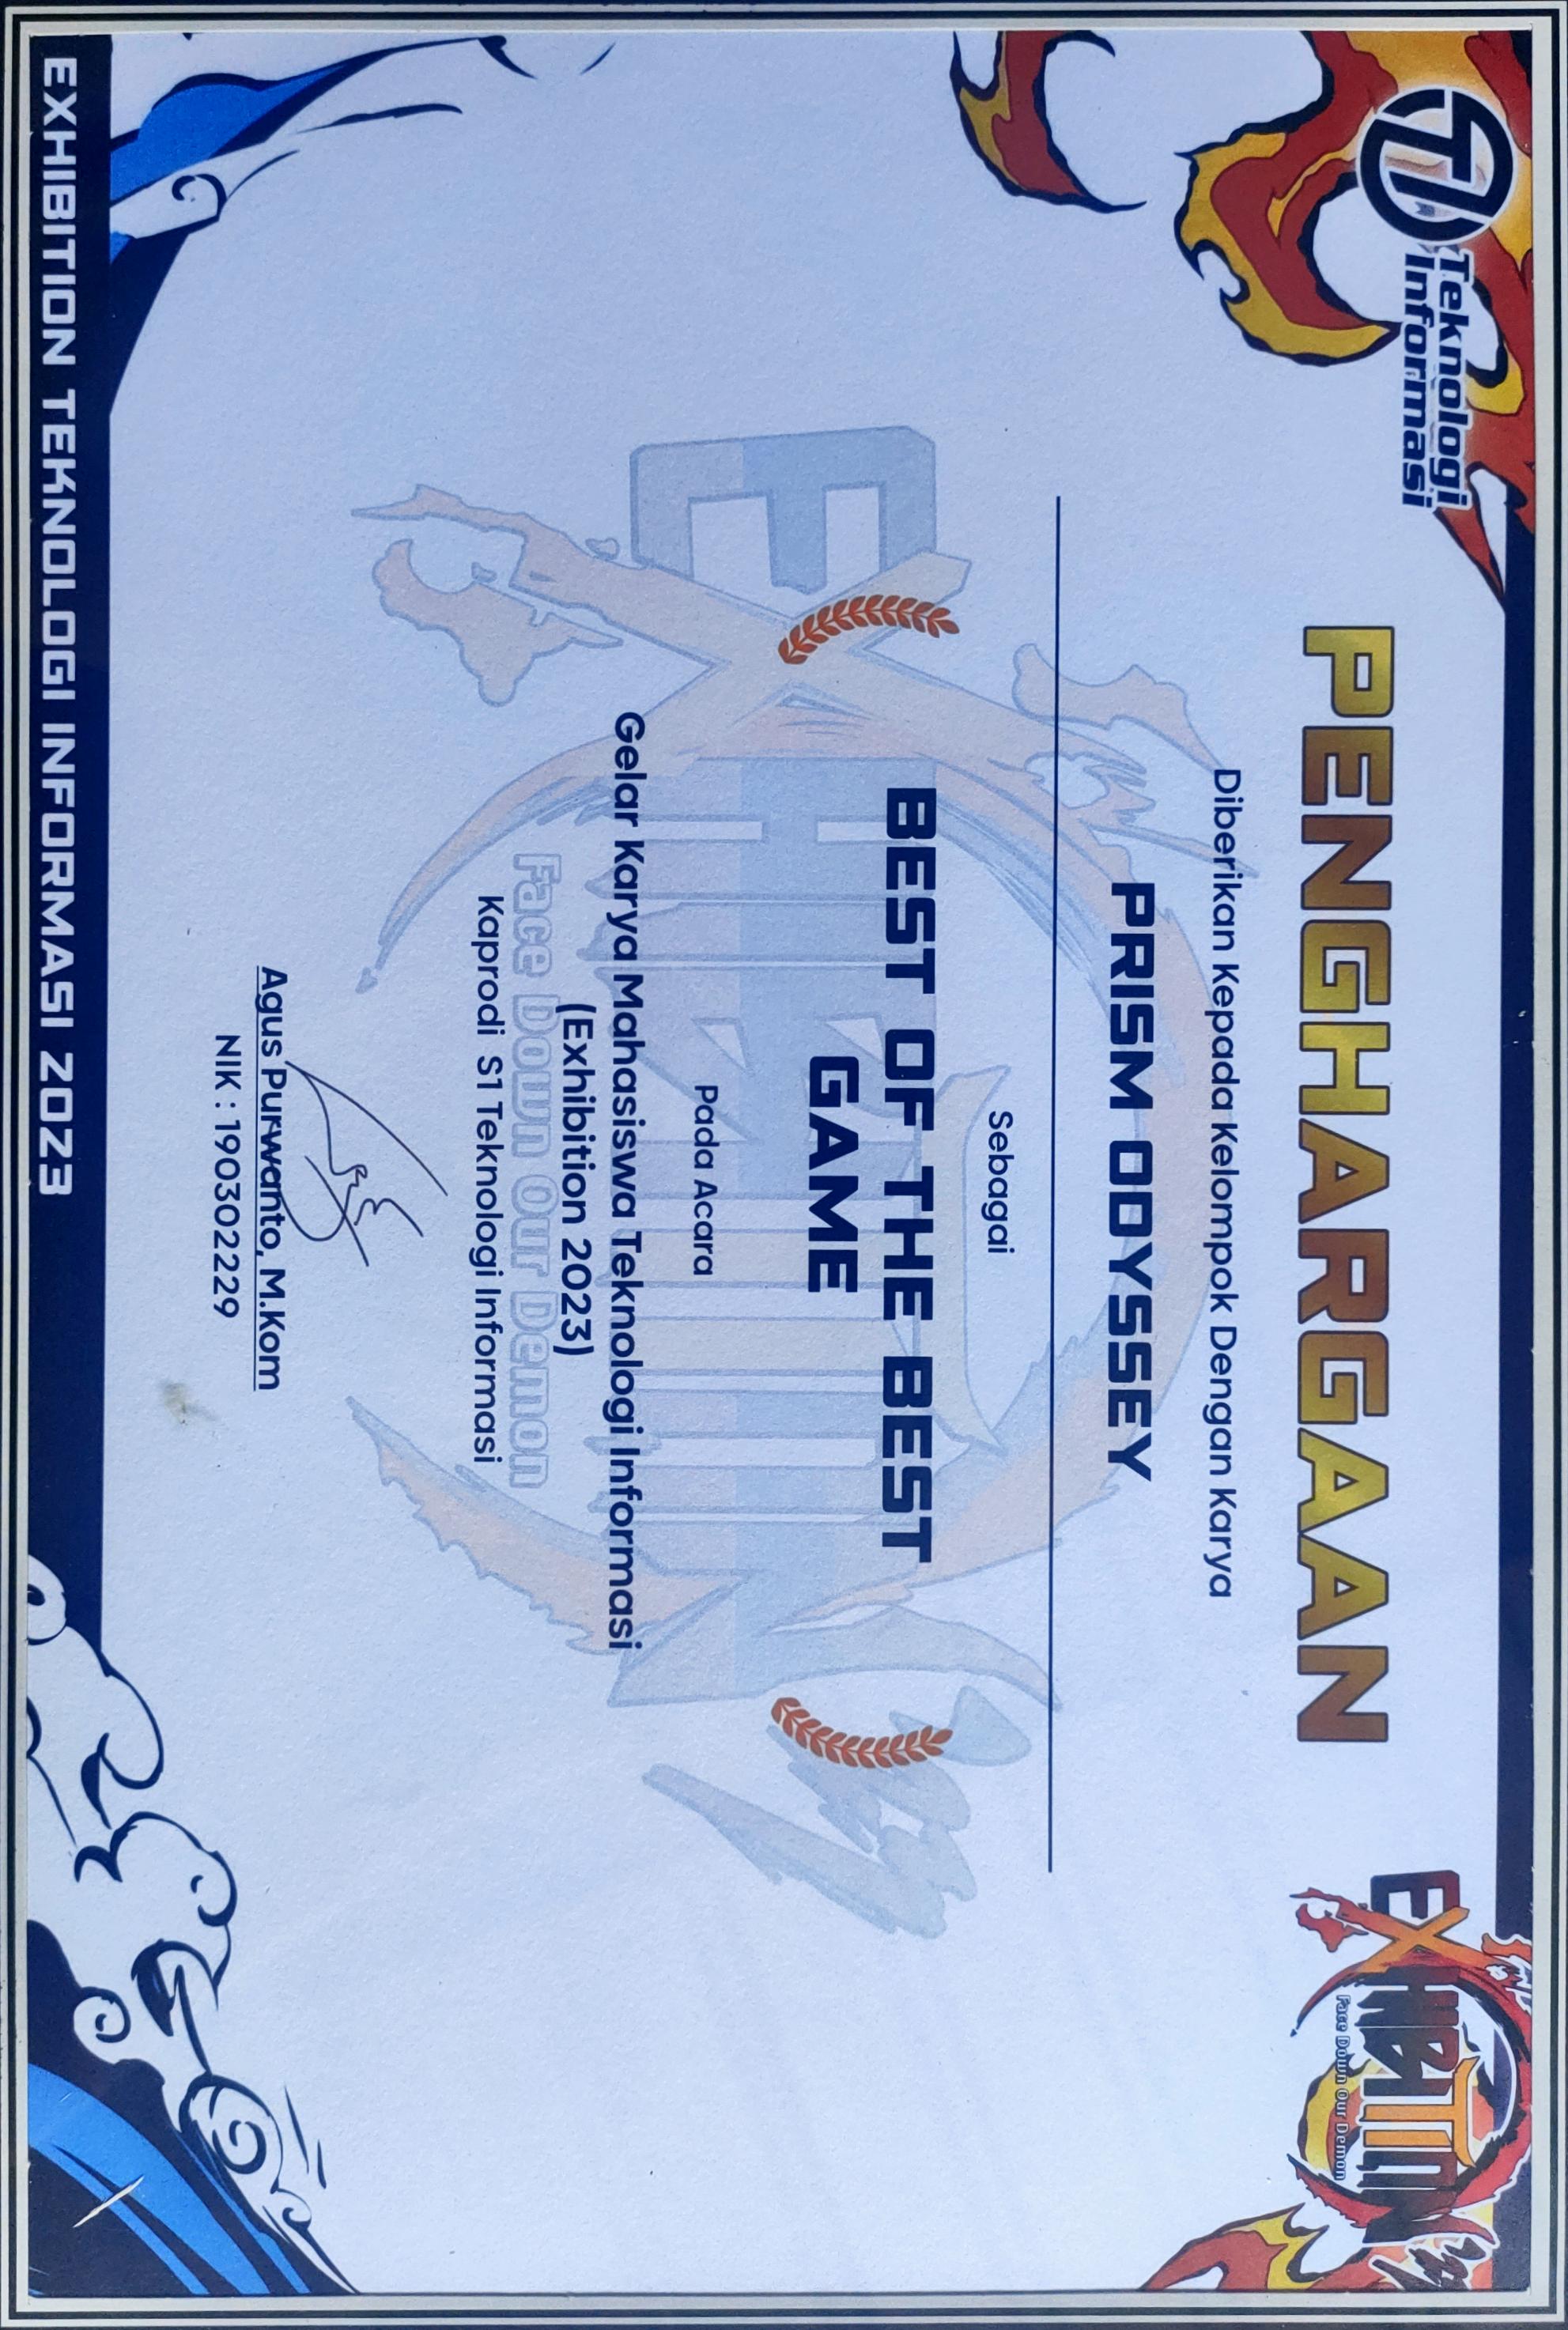 Teknologi
Informasi
EXHIBITION
Face Down Our Demon
PENGHARGAAN
Diberikan Kepada Kelompok Dengan Karya
PRISM ODYSSEY
Sebagai
BEST OF THE BEST
GAME
Pada Acara
Gelar Karya Mahasiswa Teknologi Informasi
(Exhibition 2023)
EXHIBITION
Face Down Our Demon
Kaprodi S1 Teknologi Informasi
Agus Purwanto, M.Kom
NIK : 190302229
EXHIBITION TEKNOLOGI INFORMASI 2023